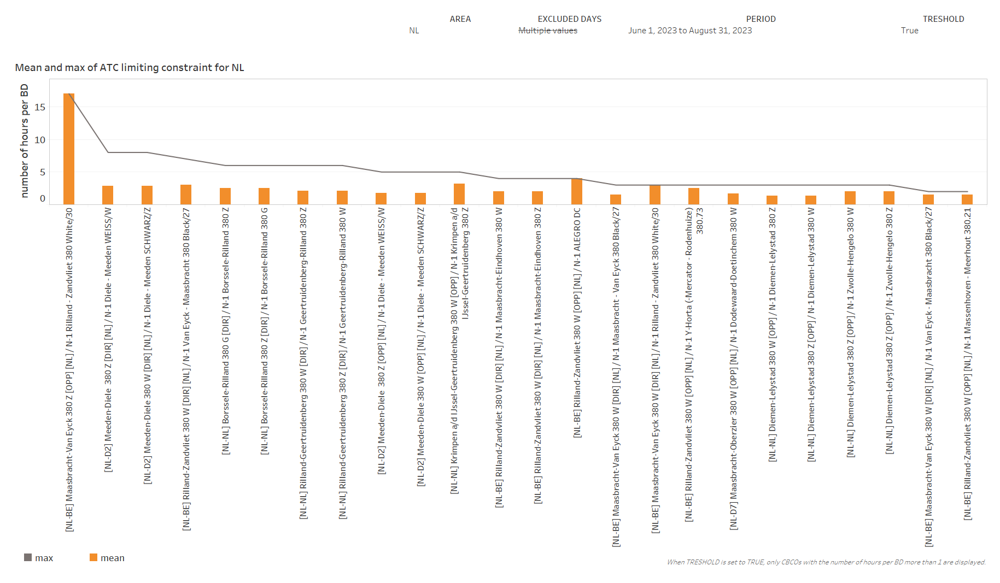 AREA EXCLUDED DAYS PERIOD TRESHOLD
NL Multiple values June 1, 2023 to August 31, 2023 True
Mean and max of ATC limiting constraint for NL
number of hours per BD
15
10
5
0
[NL-BE] Maasbracht-Van Eyck 380 Z [OPP] [NL] / N-1 Rilland - Zandvliet 380 White/30
[NL-D2] Meeden-Diele  380 Z [DIR] [NL] / N-1 Diele - Meeden WEISS/W
[NL-D2] Meeden-Diele 380 W [DIR] [NL] / N-1 Diele - Meeden SCHWARZ/Z
[NL-BE] Rilland-Zandvliet 380 W [DIR] [NL] / N-1 Van Eyck - Maasbracht 380 Black/27
[NL-NL] Borssele-Rilland 380 G [DIR] / N-1 Borssele-Rilland 380 Z
[NL-NL] Borssele-Rilland 380 Z [DIR] / N-1 Borssele-Rilland 380 G
[NL-NL] Rilland-Geertruidenberg 380 W [DIR] / N-1 Geertruidenberg-Rilland 380 Z
[NL-NL] Rilland-Geertruidenberg 380 Z [DIR] / N-1 Geertruidenberg-Rilland 380 W
[NL-D2] Meeden-Diele  380 Z [OPP] [NL] / N-1 Diele - Meeden WEISS/W
[NL-D2] Meeden-Diele 380 W [OPP] [NL] / N-1 Diele - Meeden SCHWARZ/Z
[NL-NL] Krimpen a/d IJssel-Geertruidenberg 380 W [OPP] / N-1 Krimpen a/d
IJssel-Geertruidenberg 380 Z
[NL-BE] Rilland-Zandvliet 380 W [DIR] [NL] / N-1 Maasbracht-Eindhoven 380 W
[NL-BE] Rilland-Zandvliet 380 W [DIR] [NL] / N-1 Maasbracht-Eindhoven 380 Z
[NL-BE] Rilland-Zandvliet 380 W [OPP] [NL] / N-1 ALEGRO DC
[NL-BE] Maasbracht-Van Eyck 380 W [DIR] [NL] / N-1 Maasbracht - Van Eyck 380 Black/27
[NL-BE] Maasbracht-Van Eyck 380 W [DIR] [NL] / N-1 Rilland - Zandvliet 380 White/30
[NL-BE] Rilland-Zandvliet 380 W [OPP] [NL] / N-1 Y-Horta (-Mercator - Rodenhuize)
380.73
[NL-D7] Maasbracht-Oberzier 380 W [OPP] [NL] / N-1 Dodewaard-Doetinchem 380 W
[NL-NL] Diemen-Lelystad 380 W [OPP] / N-1 Diemen-Lelystad 380 Z
[NL-NL] Diemen-Lelystad 380 Z [OPP] / N-1 Diemen-Lelystad 380 W
[NL-NL] Diemen-Lelystad 380 Z [OPP] / N-1 Zwolle-Hengelo 380 W
[NL-NL] Diemen-Lelystad 380 Z [OPP] / N-1 Zwolle-Hengelo 380 Z
[NL-BE] Maasbracht-Van Eyck 380 W [DIR] [NL] / N-1 Van Eyck - Maasbracht 380 Black/27
[NL-BE] Rilland-Zandvliet 380 W [OPP] [NL] / N-1 Massenhoven - Meerhout 380.21
max mean
When TRESHOLD is set to TRUE, only CBCOs with the number of hours per BD more than 1 are displayed.